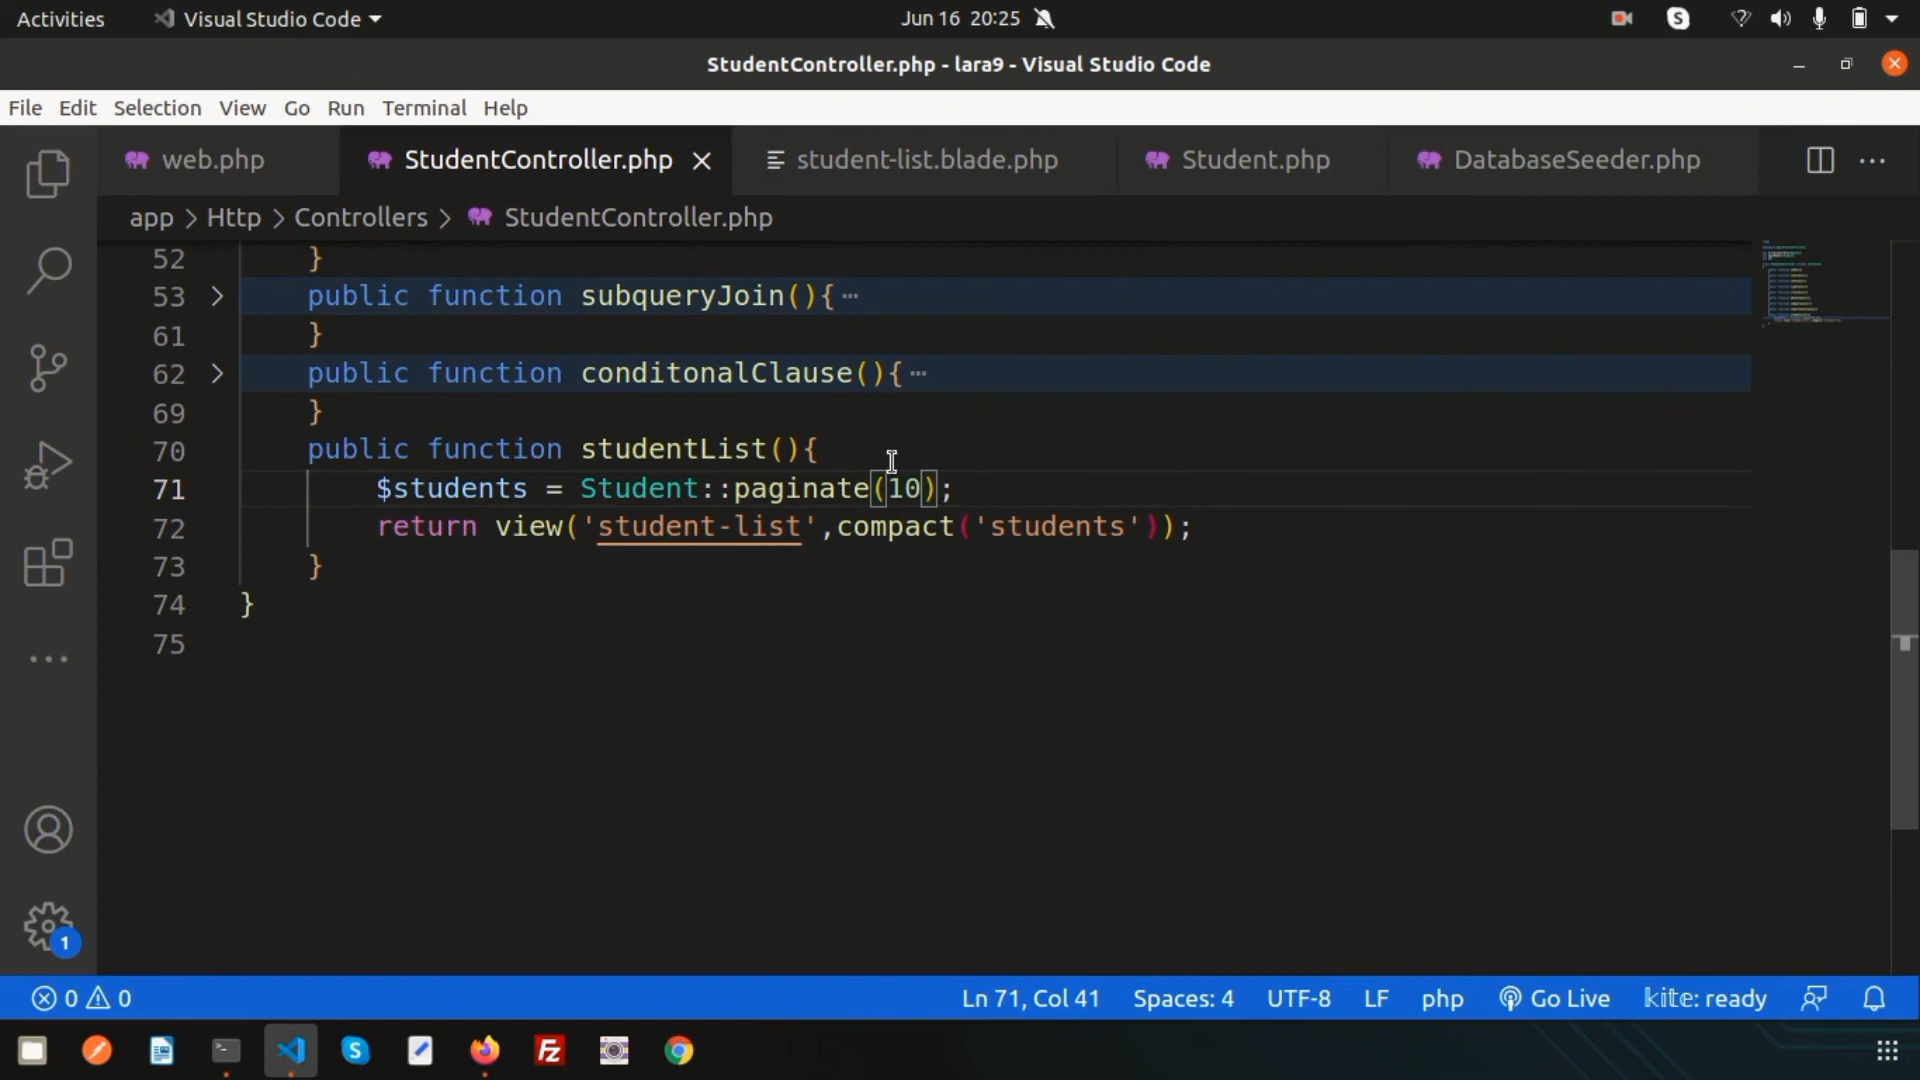 Activities Visual Studio Code Jun 16 20:25
StudentController.php - lara9 - Visual Studio Code
File Edit Selection View Go Run Terminal Help
web.php StudentController.php student-list.blade.php Student.php DatabaseSeeder.php
app > Http > Controllers > StudentController.php
52 }
53 public function subqueryJoin(){ ⋯
61 }
62 public function conditonalClause(){ ⋯
69 }
70 public function studentList(){
71 $students = Student::paginate(10);
72 return view('student-list',compact('students'));
73 }
74 }
75
1
0 0 Ln 71, Col 41 Spaces: 4 UTF-8 LF php Go Live kite: ready